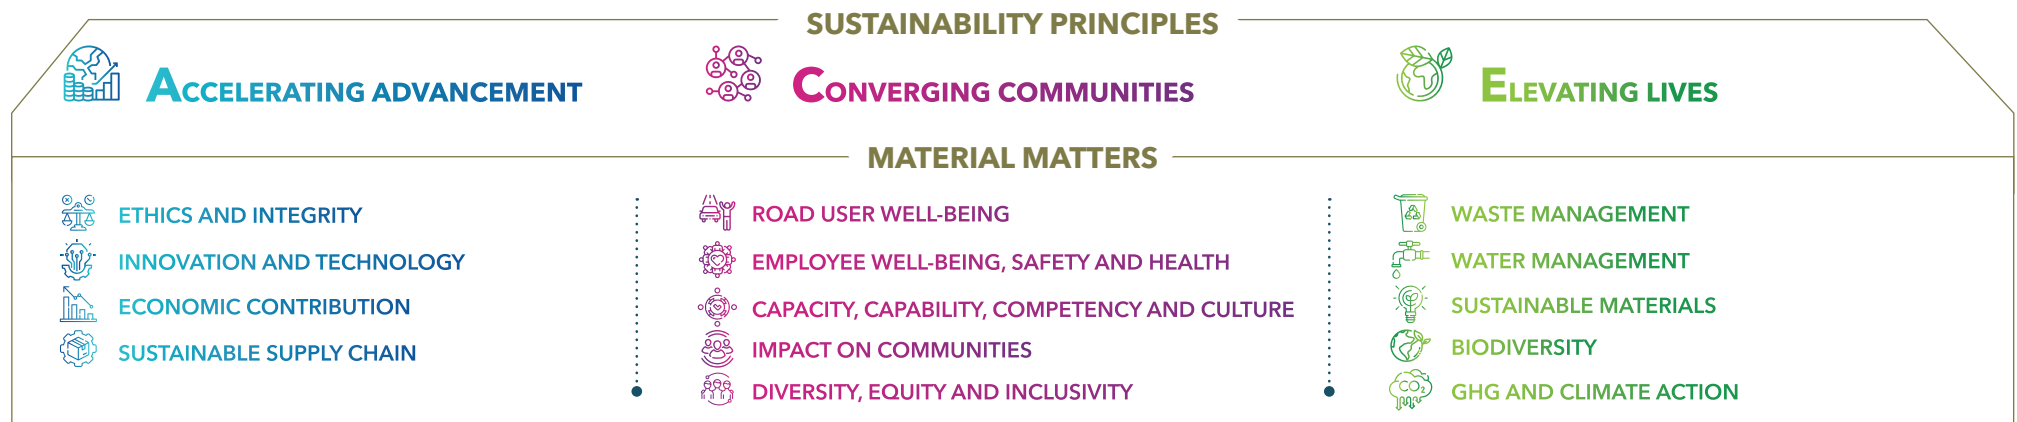 SUSTAINABILITY PRINCIPLES
ACCELERATING ADVANCEMENT
CONVERGING COMMUNITIES
ELEVATING LIVES
MATERIAL MATTERS
ETHICS AND INTEGRITY
INNOVATION AND TECHNOLOGY
ECONOMIC CONTRIBUTION
SUSTAINABLE SUPPLY CHAIN
ROAD USER WELL-BEING
EMPLOYEE WELL-BEING, SAFETY AND HEALTH
CAPACITY, CAPABILITY, COMPETENCY AND CULTURE
IMPACT ON COMMUNITIES
DIVERSITY, EQUITY AND INCLUSIVITY
WASTE MANAGEMENT
WATER MANAGEMENT
SUSTAINABLE MATERIALS
BIODIVERSITY
CO₂
GHG AND CLIMATE ACTION